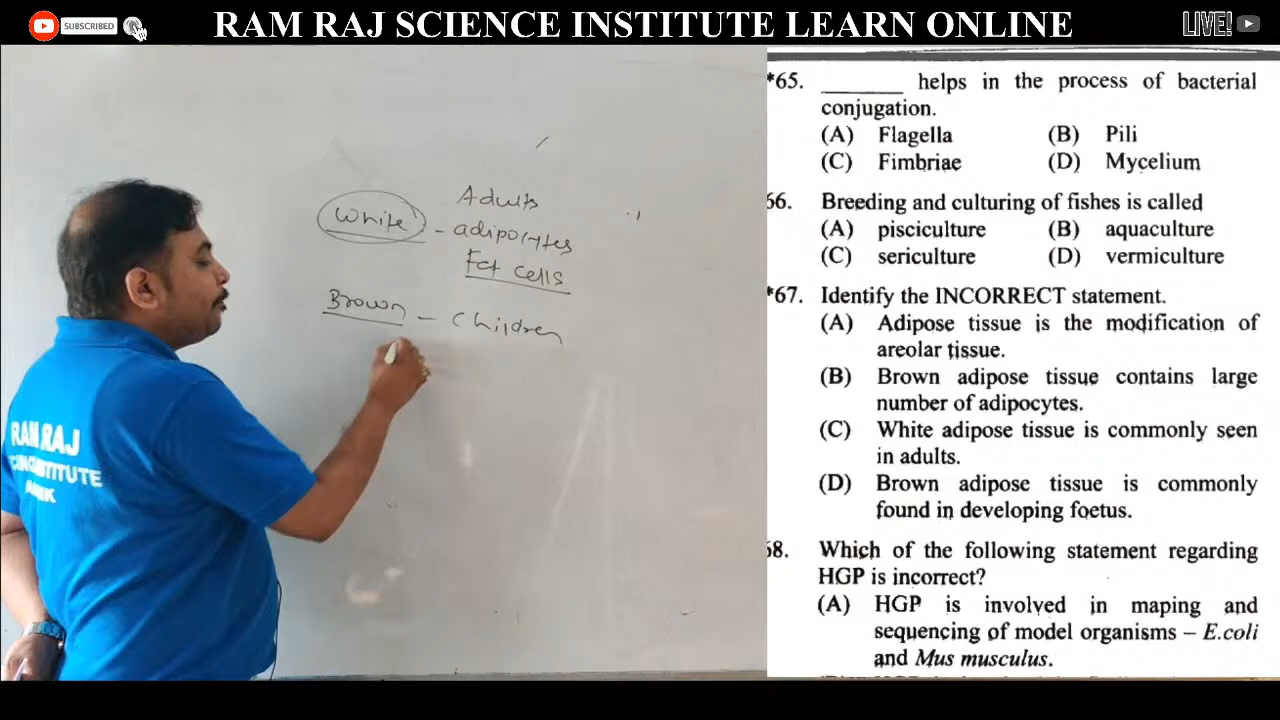 SUBSCRIBED
RAM RAJ SCIENCE INSTITUTE LEARN ONLINE
LIVE!
Adults
White - adipocytes
Fat cells
Brown - Children
RAM RAJ
INSTITUTE
*65. ________ helps in the process of bacterial
conjugation.
(A) Flagella (B) Pili
(C) Fimbriae (D) Mycelium
66. Breeding and culturing of fishes is called
(A) pisciculture (B) aquaculture
(C) sericulture (D) vermiculture
*67. Identify the INCORRECT statement.
(A) Adipose tissue is the modification of
areolar tissue.
(B) Brown adipose tissue contains large
number of adipocytes.
(C) White adipose tissue is commonly seen
in adults.
(D) Brown adipose tissue is commonly
found in developing foetus.
68. Which of the following statement regarding
HGP is incorrect?
(A) HGP is involved in maping and
sequencing of model organisms – E.coli
and Mus musculus.